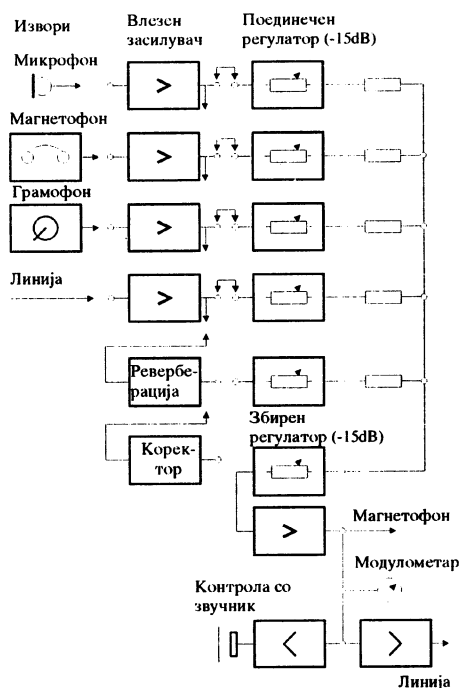 Извори
Влезен
засилувач
Поединечен
регулатор (-15dB)
Микрофон
Магнетофон
Грамофон
Линија
Ревербе-
рација
Збирен
регулатор (-15dB)
Корек-
тор
Магнетофон
Модулометар
Контрола со
звучник
Линија